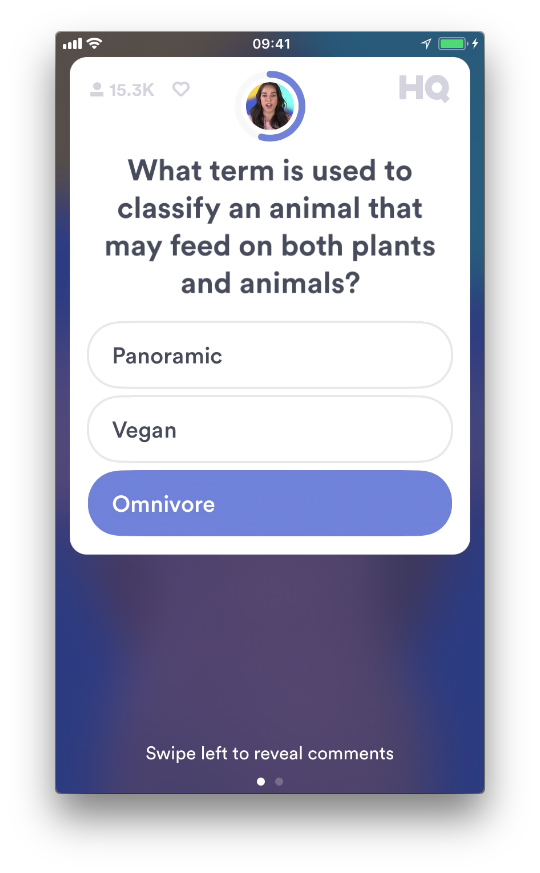 09:41
15.3K
HQ
What term is used to
classify an animal that
may feed on both plants
and animals?
Panoramic
Vegan
Omnivore
Swipe left to reveal comments